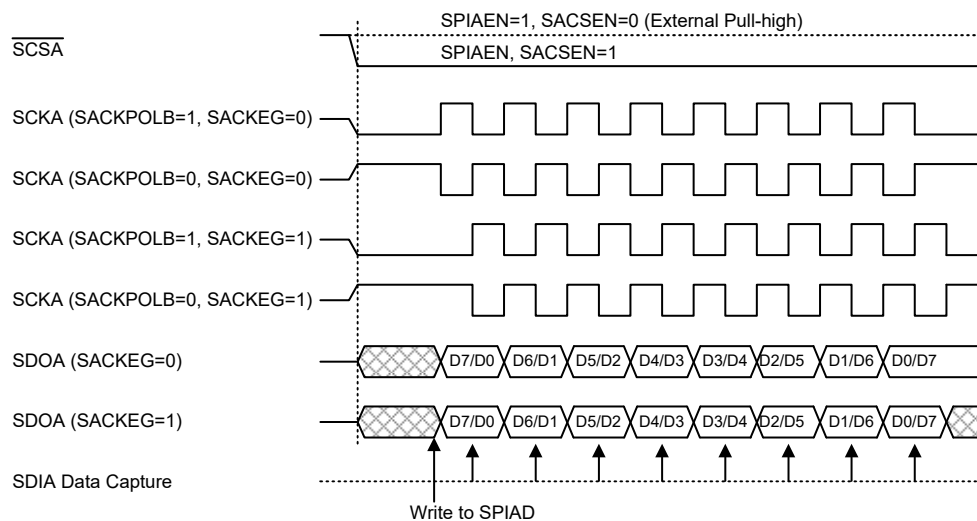 SPIAEN=1, SACSEN=0 (External Pull-high)
SCSA
SPIAEN, SACSEN=1
SCKA (SACKPOLB=1, SACKEG=0)
SCKA (SACKPOLB=0, SACKEG=0)
SCKA (SACKPOLB=1, SACKEG=1)
SCKA (SACKPOLB=0, SACKEG=1)
SDOA (SACKEG=0) D7/D0 D6/D1 D5/D2 D4/D3 D3/D4 D2/D5 D1/D6 D0/D7
SDOA (SACKEG=1) D7/D0 D6/D1 D5/D2 D4/D3 D3/D4 D2/D5 D1/D6 D0/D7
SDIA Data Capture
Write to SPIAD